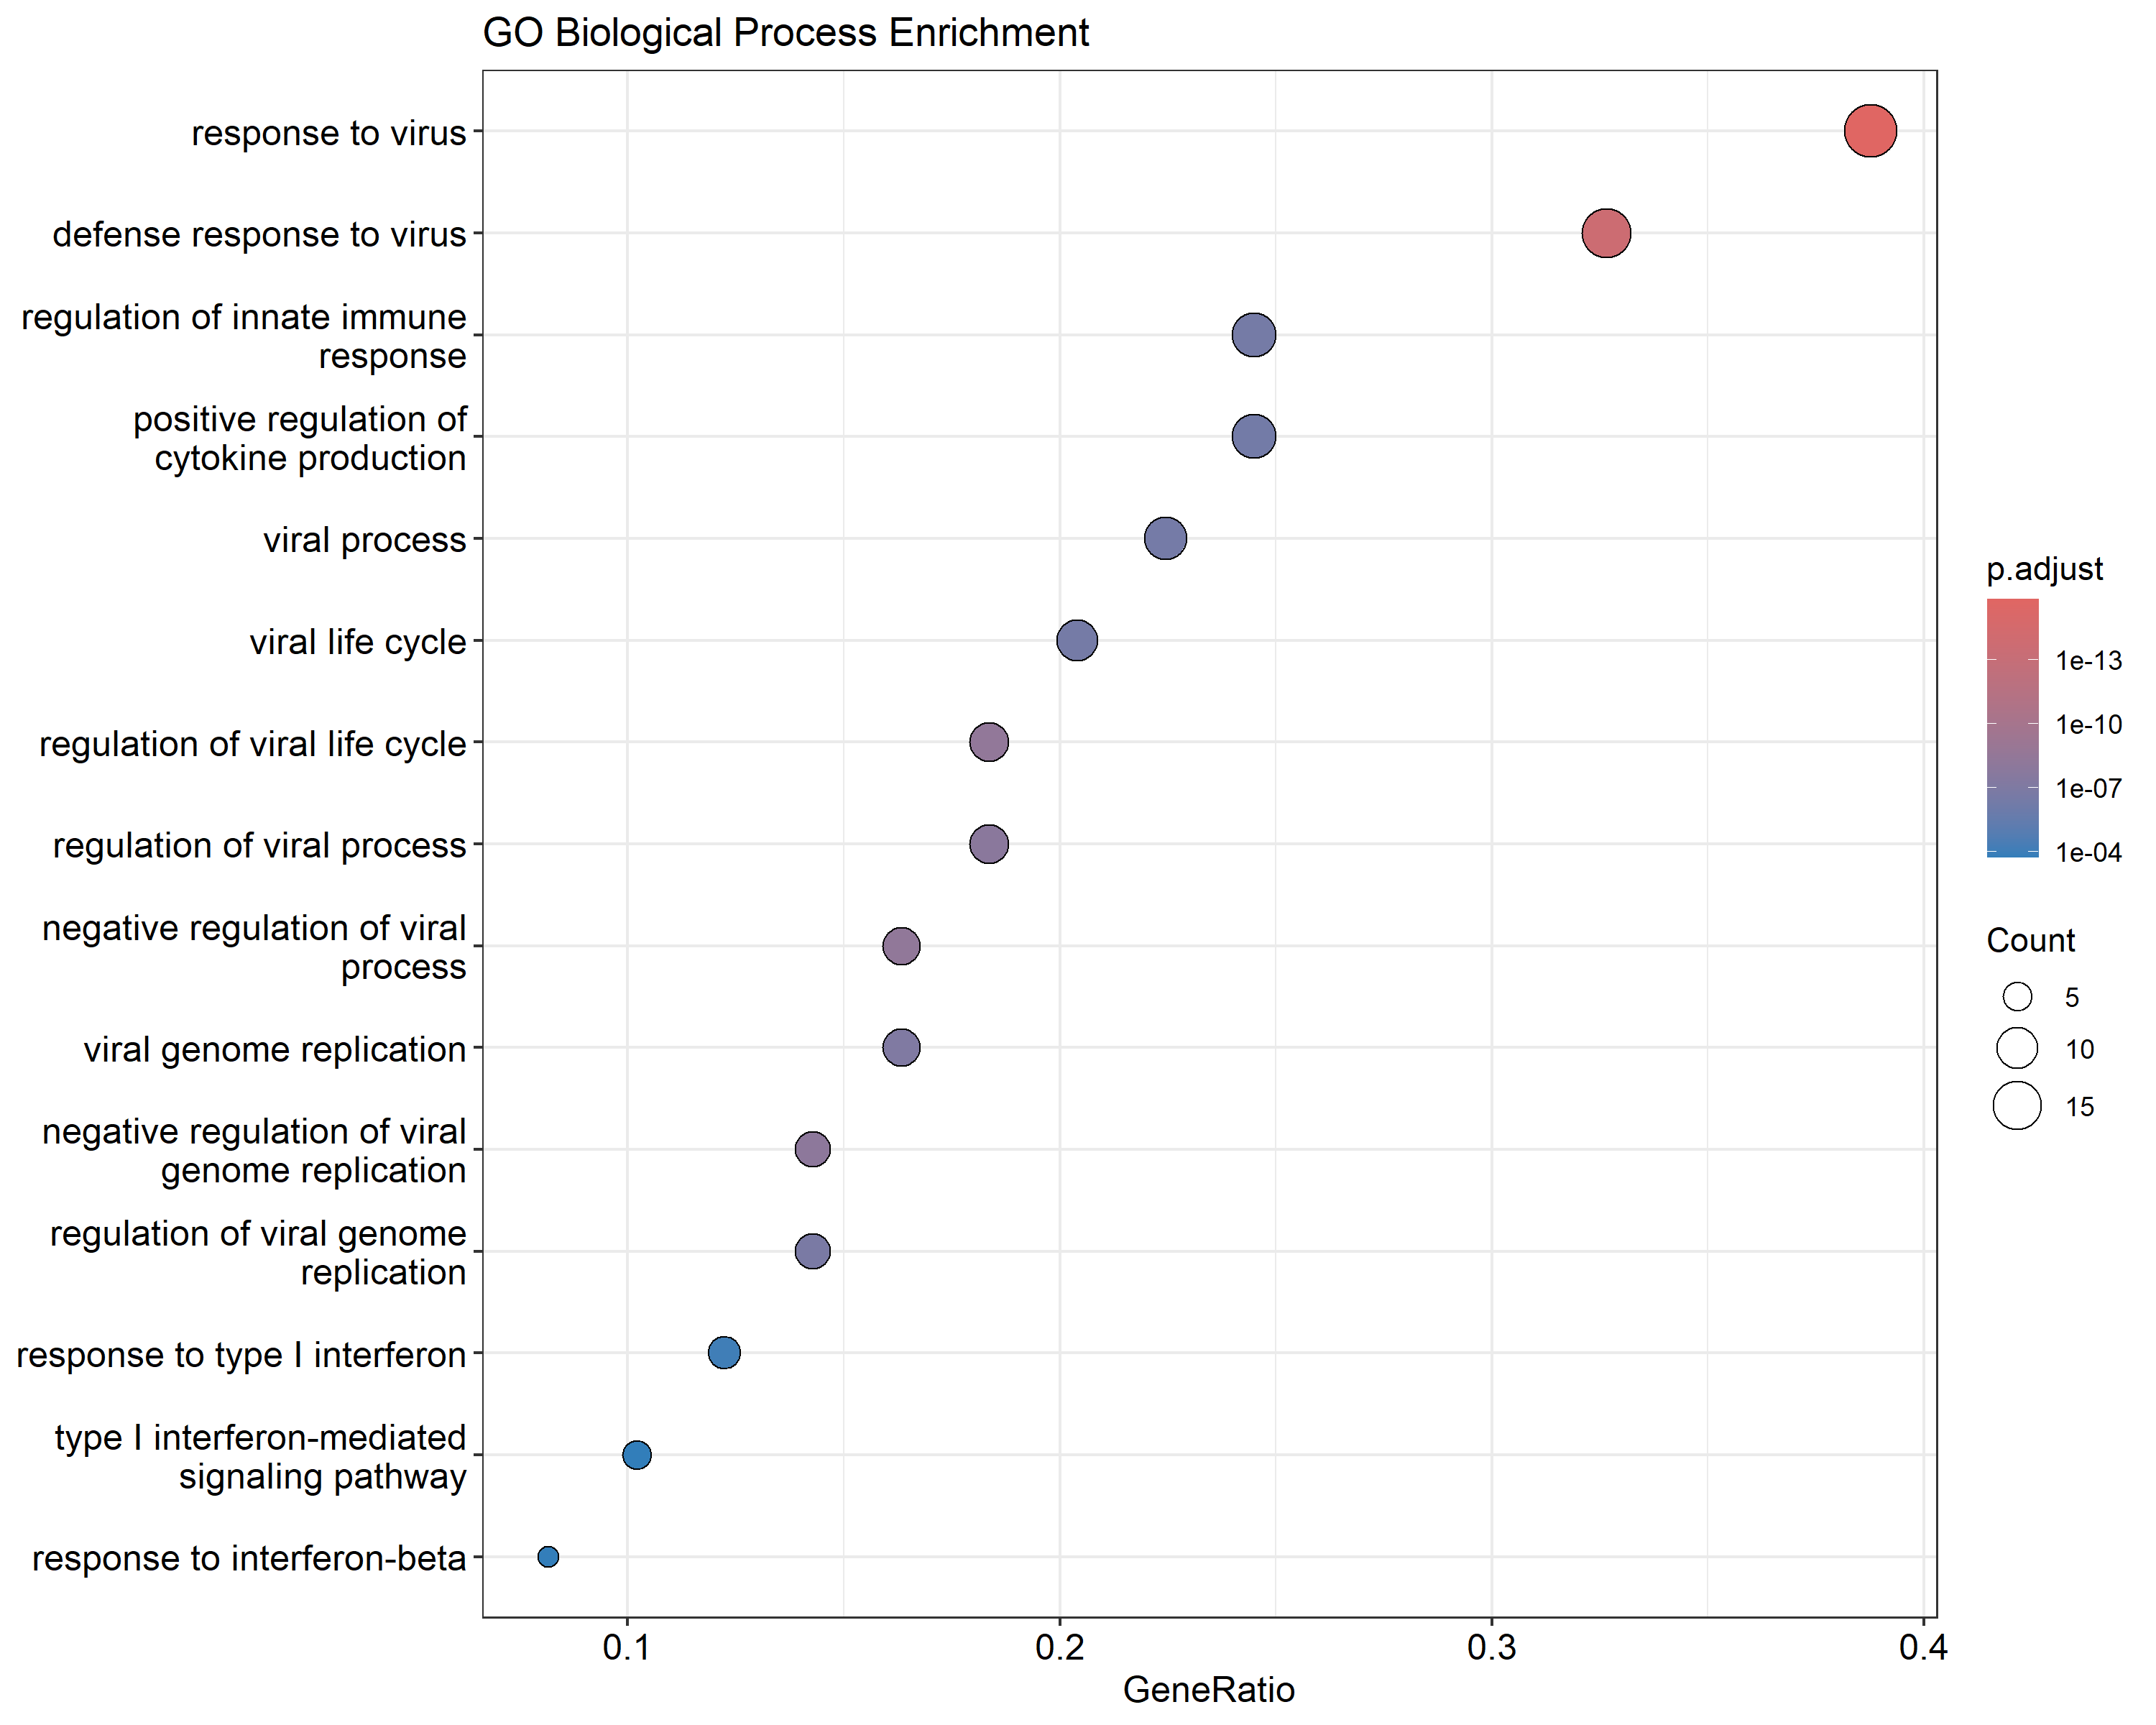 GO Biological Process Enrichment
response to virus
defense response to virus
regulation of innate immune
response
positive regulation of
cytokine production
viral process
viral life cycle
regulation of viral life cycle
regulation of viral process
negative regulation of viral
process
viral genome replication
negative regulation of viral
genome replication
regulation of viral genome
replication
response to type I interferon
type I interferon-mediated
signaling pathway
response to interferon-beta
0.1 0.2 0.3 0.4
GeneRatio
p.adjust
1e-13
1e-10
1e-07
1e-04
Count
5
10
15